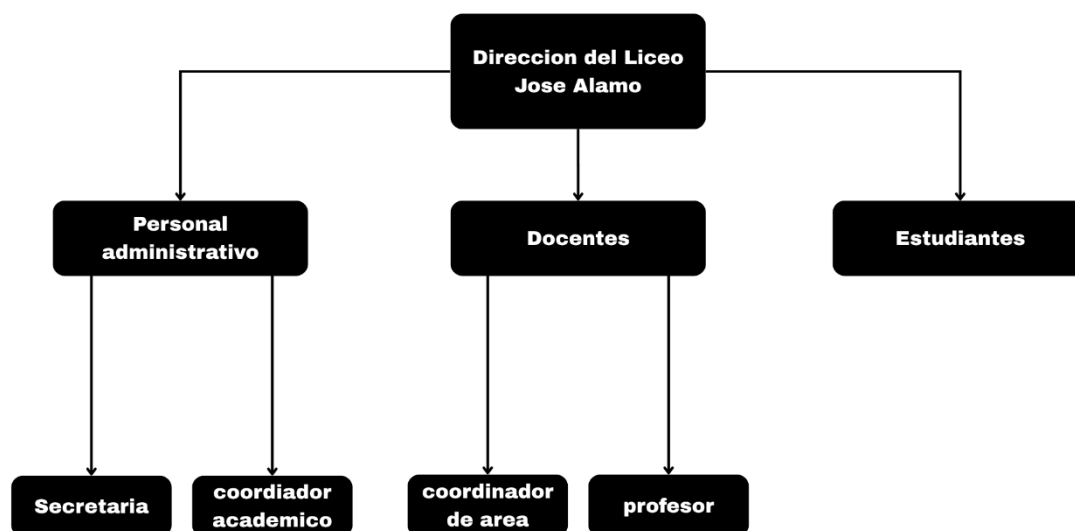 Direccion del Liceo
Jose Alamo
Personal
administrativo
Docentes
Estudiantes
Secretaria
coordiador
academico
coordinador
de area
profesor